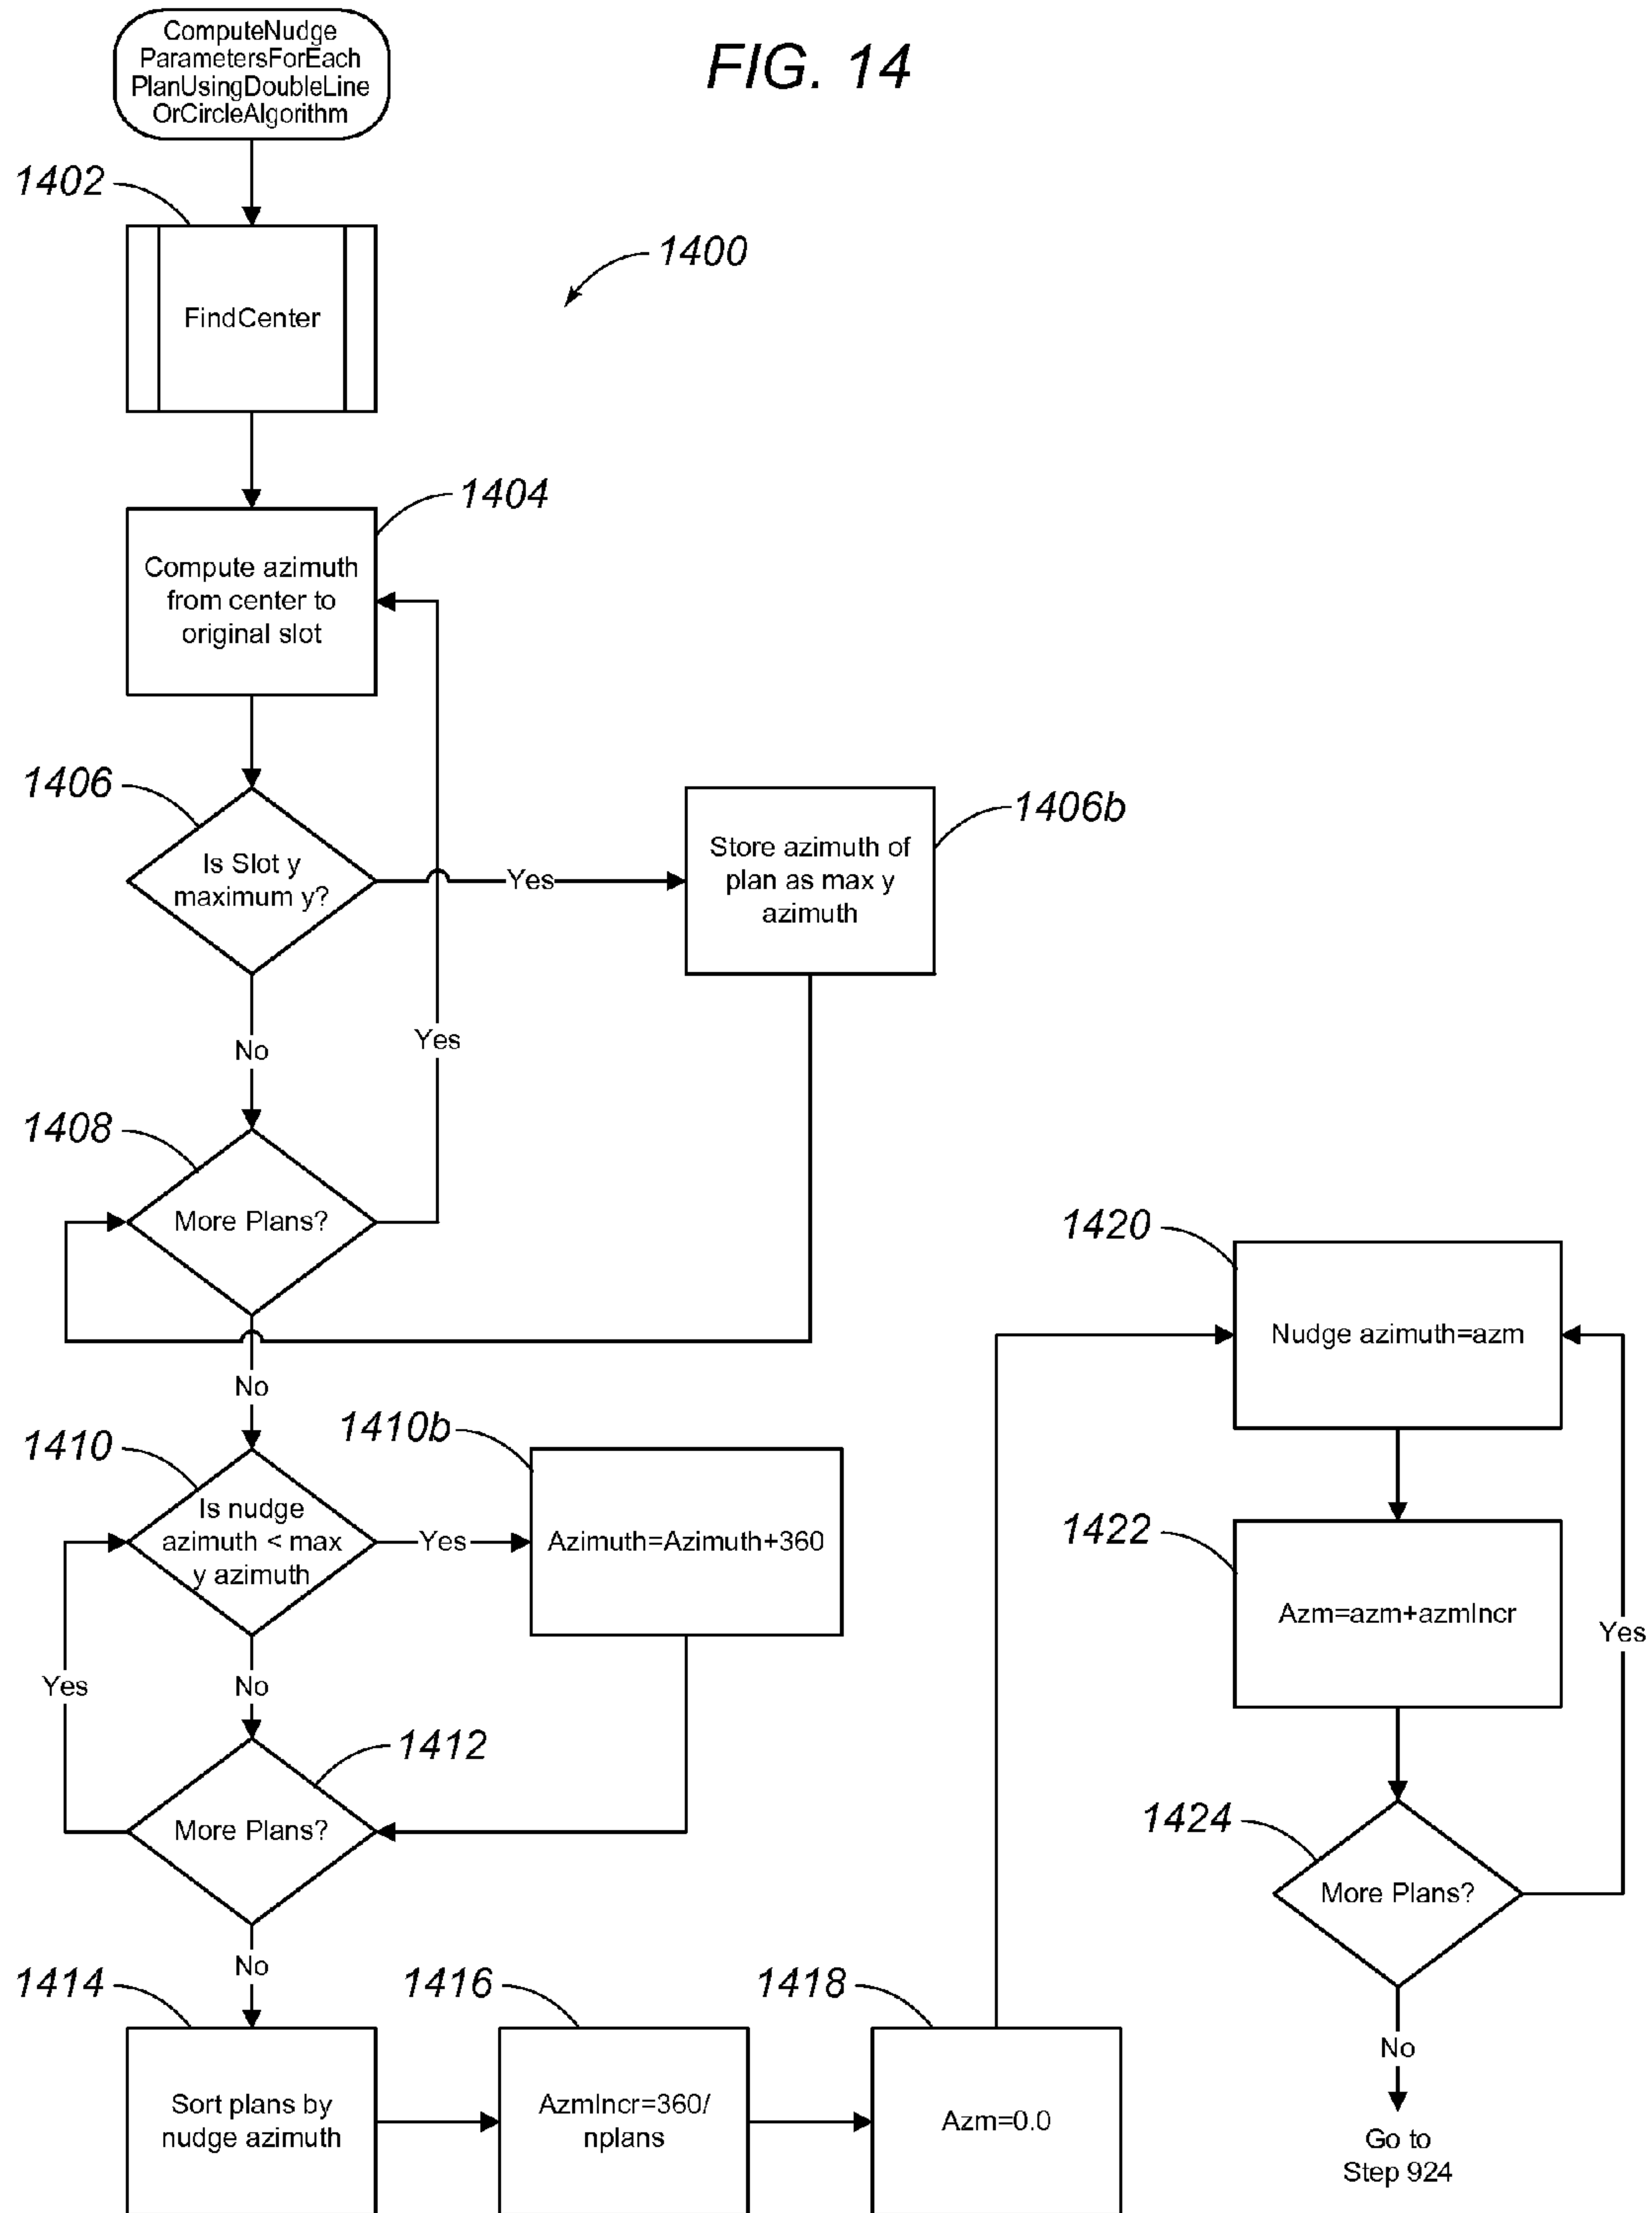 ComputeNudge
ParametersForEach
PlanUsingDoubleLine
OrCircleAlgorithm
FIG. 14
1402
1400
FindCenter
1404
Compute azimuth
from center to
original slot
1406
Is Slot y
maximum y?
Yes
1406b
Store azimuth of
plan as max y
azimuth
No
Yes
1408
More Plans?
No
1410
Is nudge
azimuth < max
y azimuth
Yes
1410b
Azimuth=Azimuth+360
Yes
No
1412
More Plans?
No
1414
Sort plans by
nudge azimuth
1416
AzmIncr=360/
nplans
1418
Azm=0.0
1420
Nudge azimuth=azm
1422
Azm=azm+azmIncr
Yes
1424
More Plans?
No
Go to
Step 924